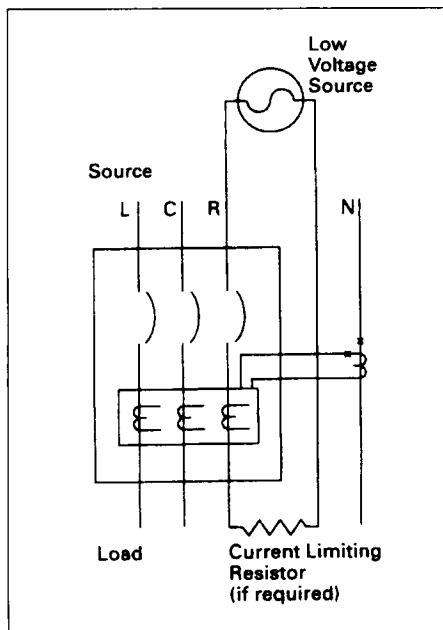 Low
Voltage
Source
Source
L C R N
Load
Current Limiting
Resistor
(if required)